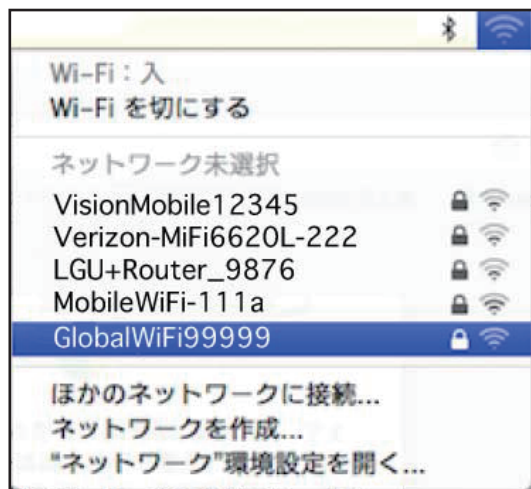 Wi-Fi：入
Wi-Fi を切にする
ネットワーク未選択
VisionMobile12345
Verizon-MiFi6620L-222
LGU+Router_9876
MobileWiFi-111a
GlobalWiFi99999
ほかのネットワークに接続...
ネットワークを作成...
"ネットワーク"環境設定を開く...